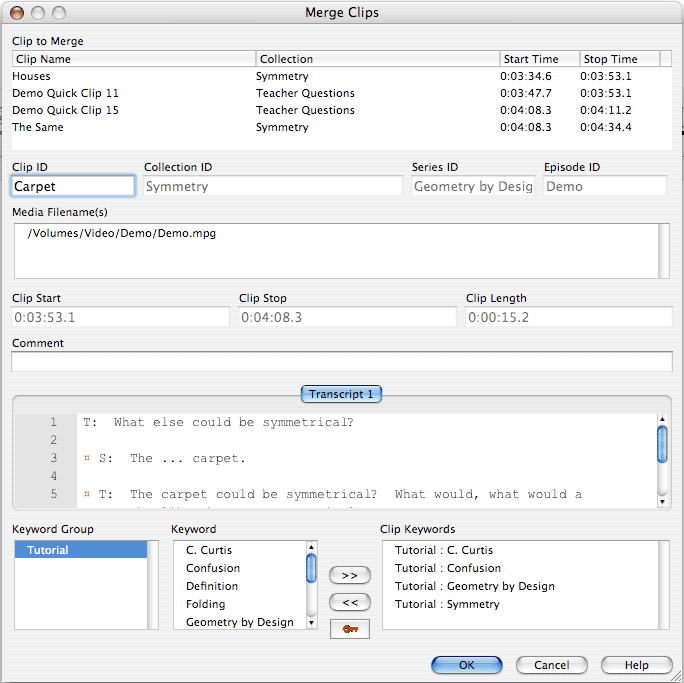 Merge Clips
Clip to Merge
Clip Name Collection Start Time Stop Time
Houses Symmetry 0:03:34.6 0:03:53.1
Demo Quick Clip 11 Teacher Questions 0:03:47.7 0:03:53.1
Demo Quick Clip 15 Teacher Questions 0:04:08.3 0:04:11.2
The Same Symmetry 0:04:08.3 0:04:34.4
Clip ID Collection ID Series ID Episode ID
Carpet Symmetry Geometry by Desig Demo
Media Filename(s)
/Volumes/Video/Demo/Demo.mpg
Clip Start Clip Stop Clip Length
0:03:53.1 0:04:08.3 0:00:15.2
Comment
Transcript 1
1 T: What else could be symmetrical?
2
3 ¤ S: The ... carpet.
4
5 ¤ T: The carpet could be symmetrical? What would, what would a
Keyword Group Keyword Clip Keywords
Tutorial C. Curtis Tutorial : C. Curtis
Confusion Tutorial : Confusion
Definition Tutorial : Geometry by Design
Folding Tutorial : Symmetry
Geometry by Design
>>
<<
OK Cancel Help